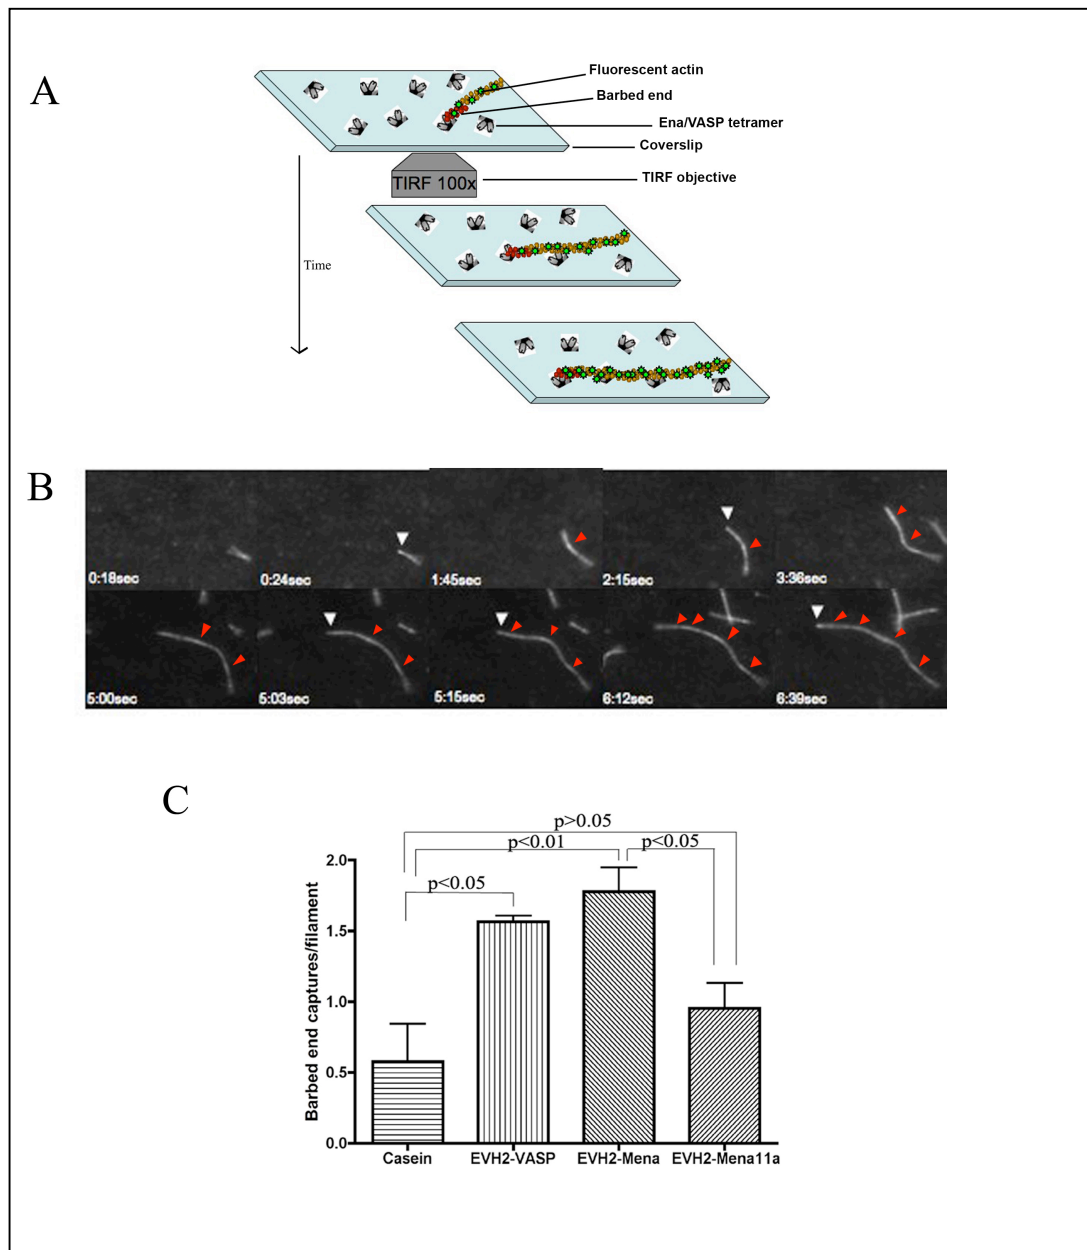 A
Fluorescent actin
Barbed end
Ena/VASP tetramer
Coverslip
TIRF 100x
TIRF objective
Time
B
0:18sec
0:24sec
1:45sec
2:15sec
3:36sec
5:00sec
5:03sec
5:15sec
6:12sec
6:39sec
C
p>0.05
p<0.01
p<0.05
p<0.05
Barbed end captures/filament
2.0
1.5
1.0
0.5
0.0
Casein
EVH2-VASP
EVH2-Mena
EVH2-Mena11a